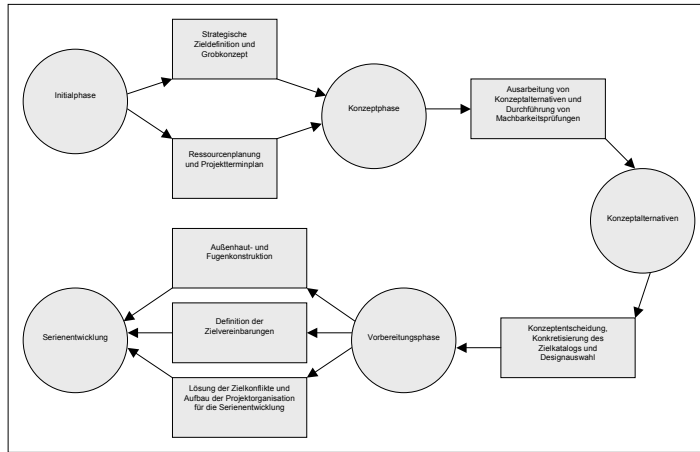 Strategische
Zieldefinition und
Grobkonzept
Initialphase
Ressourcenplanung
und Projektterminplan
Konzeptphase
Ausarbeitung von
Konzeptalternativen und
Durchführung von
Machbarkeitsprüfungen
Konzeptalternativen
Konzeptentscheidung,
Konkretisierung des
Zielkatalogs und
Designauswahl
Vorbereitungsphase
Außenhaut- und
Fugenkonstruktion
Definition der
Zielvereinbarungen
Lösung der Zielkonflikte und
Aufbau der Projektorganisation
für die Serienentwicklung
Serienentwicklung